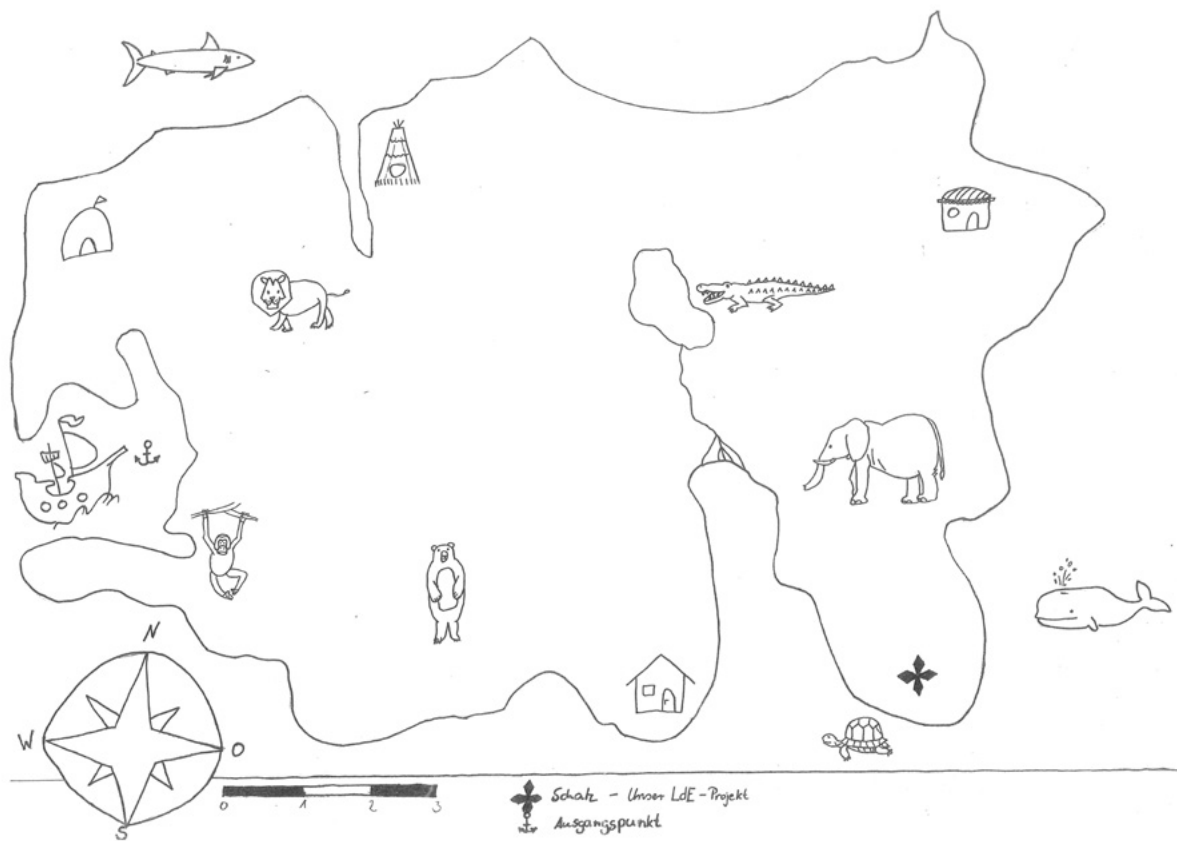 N
W O
S
0 1 2 3
Schatz - Unser LdE-Projekt
Ausgangspunkt